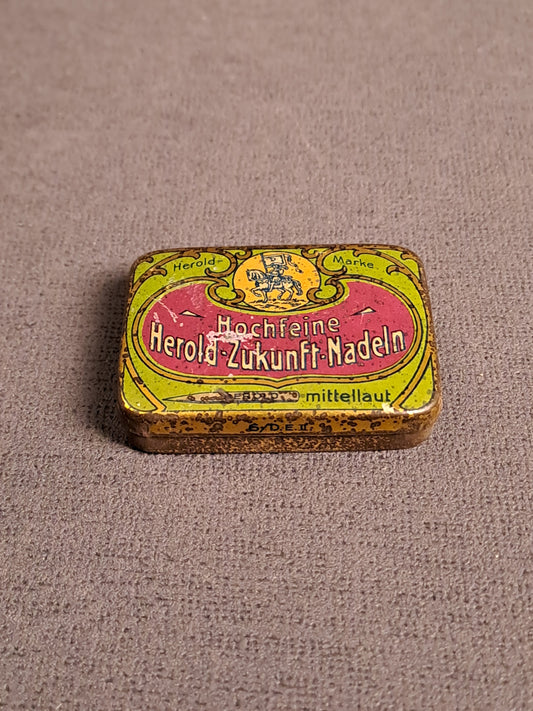 Herold- Marke
Hochfeine
Herold-Zukunft-Nadeln
mittellaut